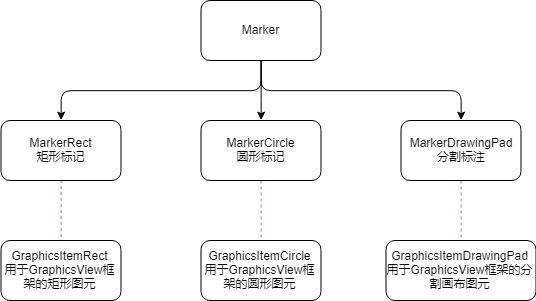 Marker
MarkerRect
矩形标记
MarkerCircle
圆形标记
MarkerDrawingPad
分割标注
GraphicsItemRect
用于GraphicsView框
架的矩形图元
GraphicsItemCircle
用于GraphicsView框
架的圆形图元
GraphicsItemDrawingPad
用于GraphicsView框架的分
割画布图元